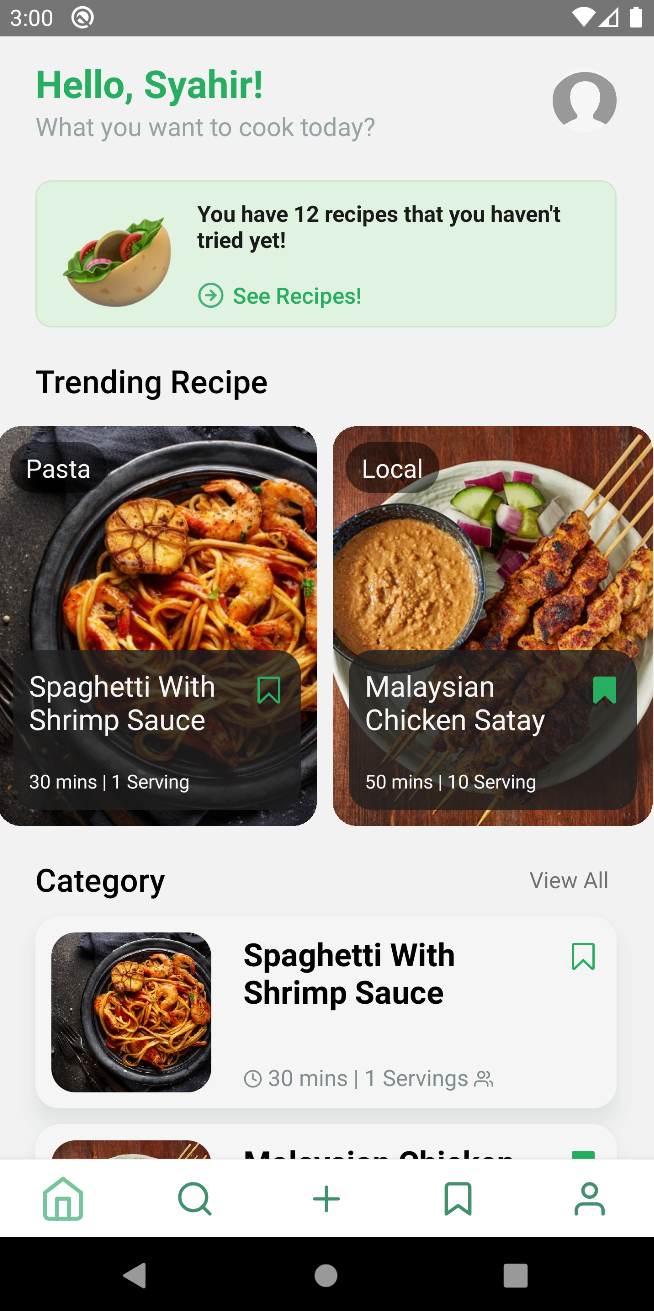 3:00
Hello, Syahir!
What you want to cook today?
You have 12 recipes that you haven't
tried yet!
See Recipes!
Trending Recipe
Pasta
Spaghetti With
Shrimp Sauce
30 mins | 1 Serving
Local
Malaysian
Chicken Satay
50 mins | 10 Serving
Category
View All
Spaghetti With
Shrimp Sauce
30 mins | 1 Servings
Malaysian Chicken